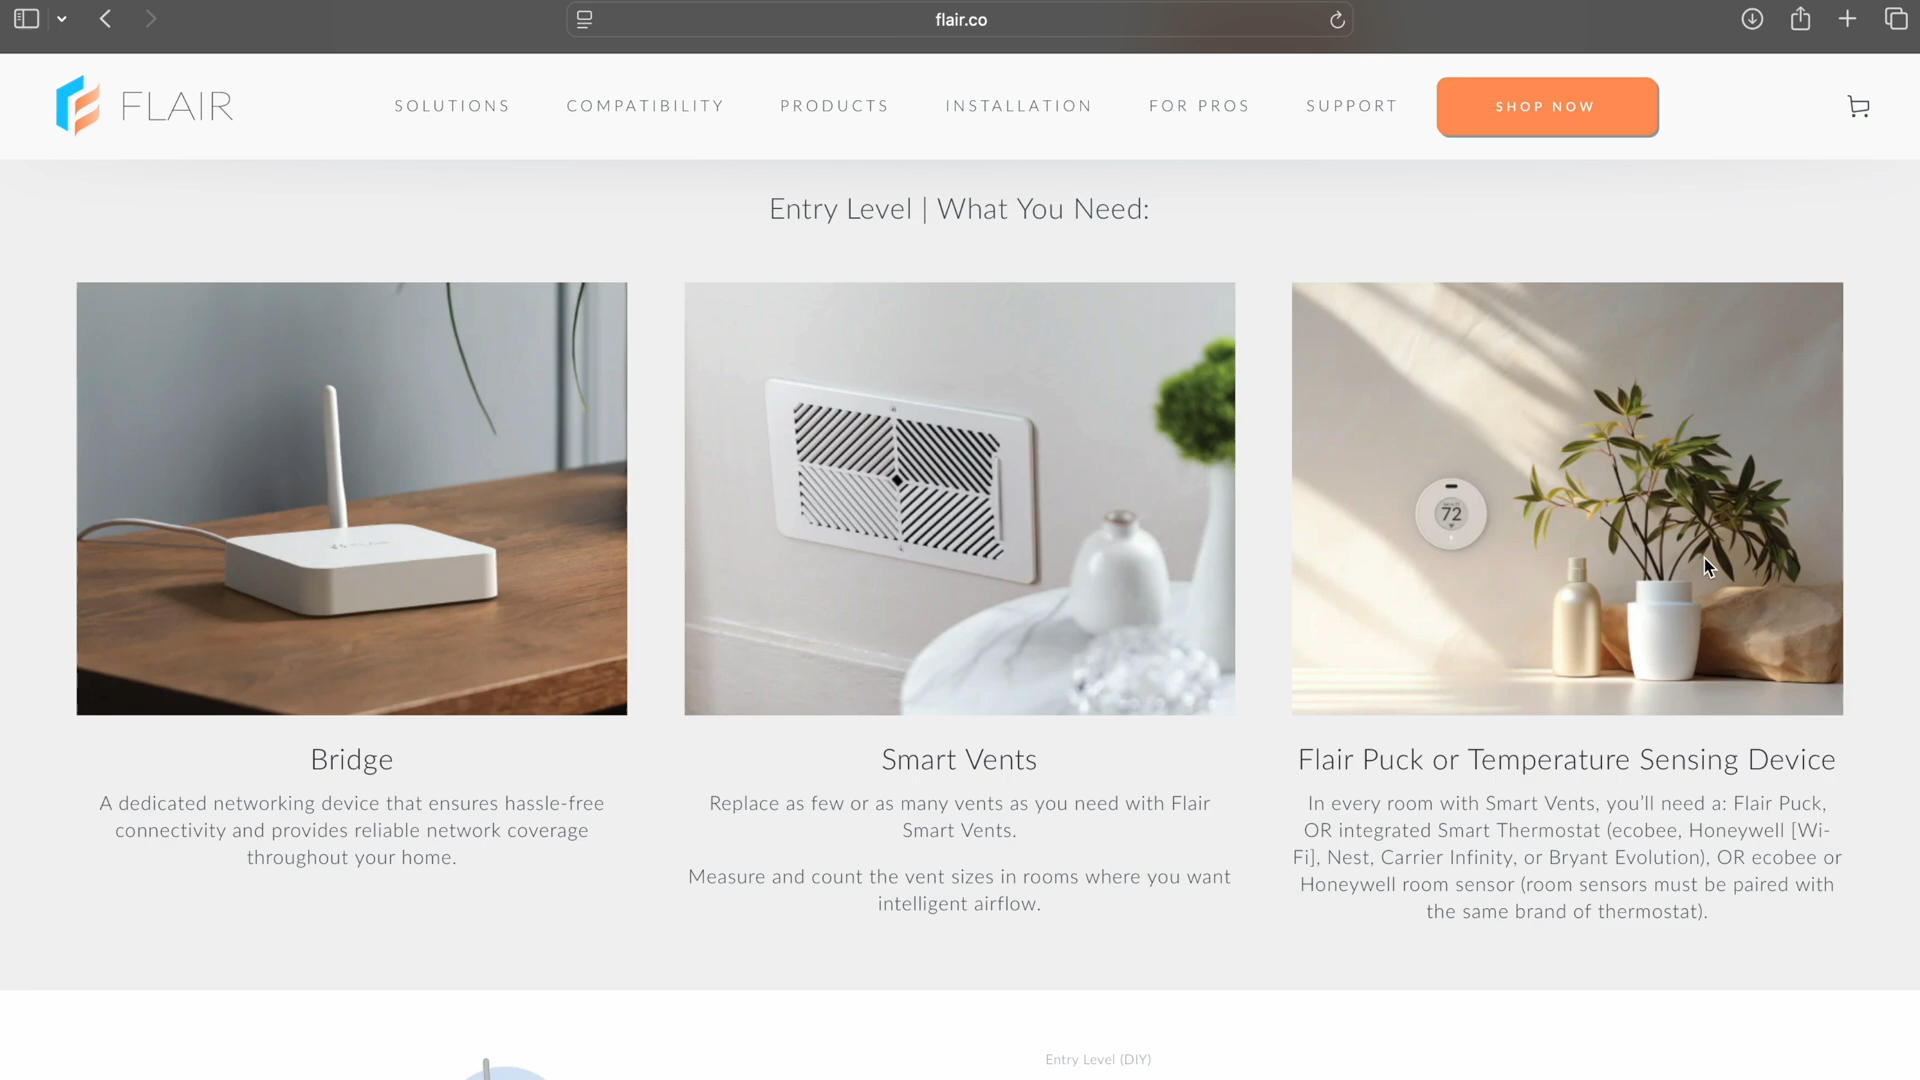 flair.co
FLAIR
SOLUTIONS
COMPATIBILITY
PRODUCTS
INSTALLATION
FOR PROS
SUPPORT
SHOP NOW
Entry Level | What You Need:
72
Bridge
A dedicated networking device that ensures hassle-free
connectivity and provides reliable network coverage
throughout your home.
Smart Vents
Replace as few or as many vents as you need with Flair
Smart Vents.
Measure and count the vent sizes in rooms where you want
intelligent airflow.
Flair Puck or Temperature Sensing Device
In every room with Smart Vents, you'll need a: Flair Puck,
OR integrated Smart Thermostat (ecobee, Honeywell [Wi-
Fi], Nest, Carrier Infinity, or Bryant Evolution), OR ecobee or
Honeywell room sensor (room sensors must be paired with
the same brand of thermostat).
Entry Level (DIY)